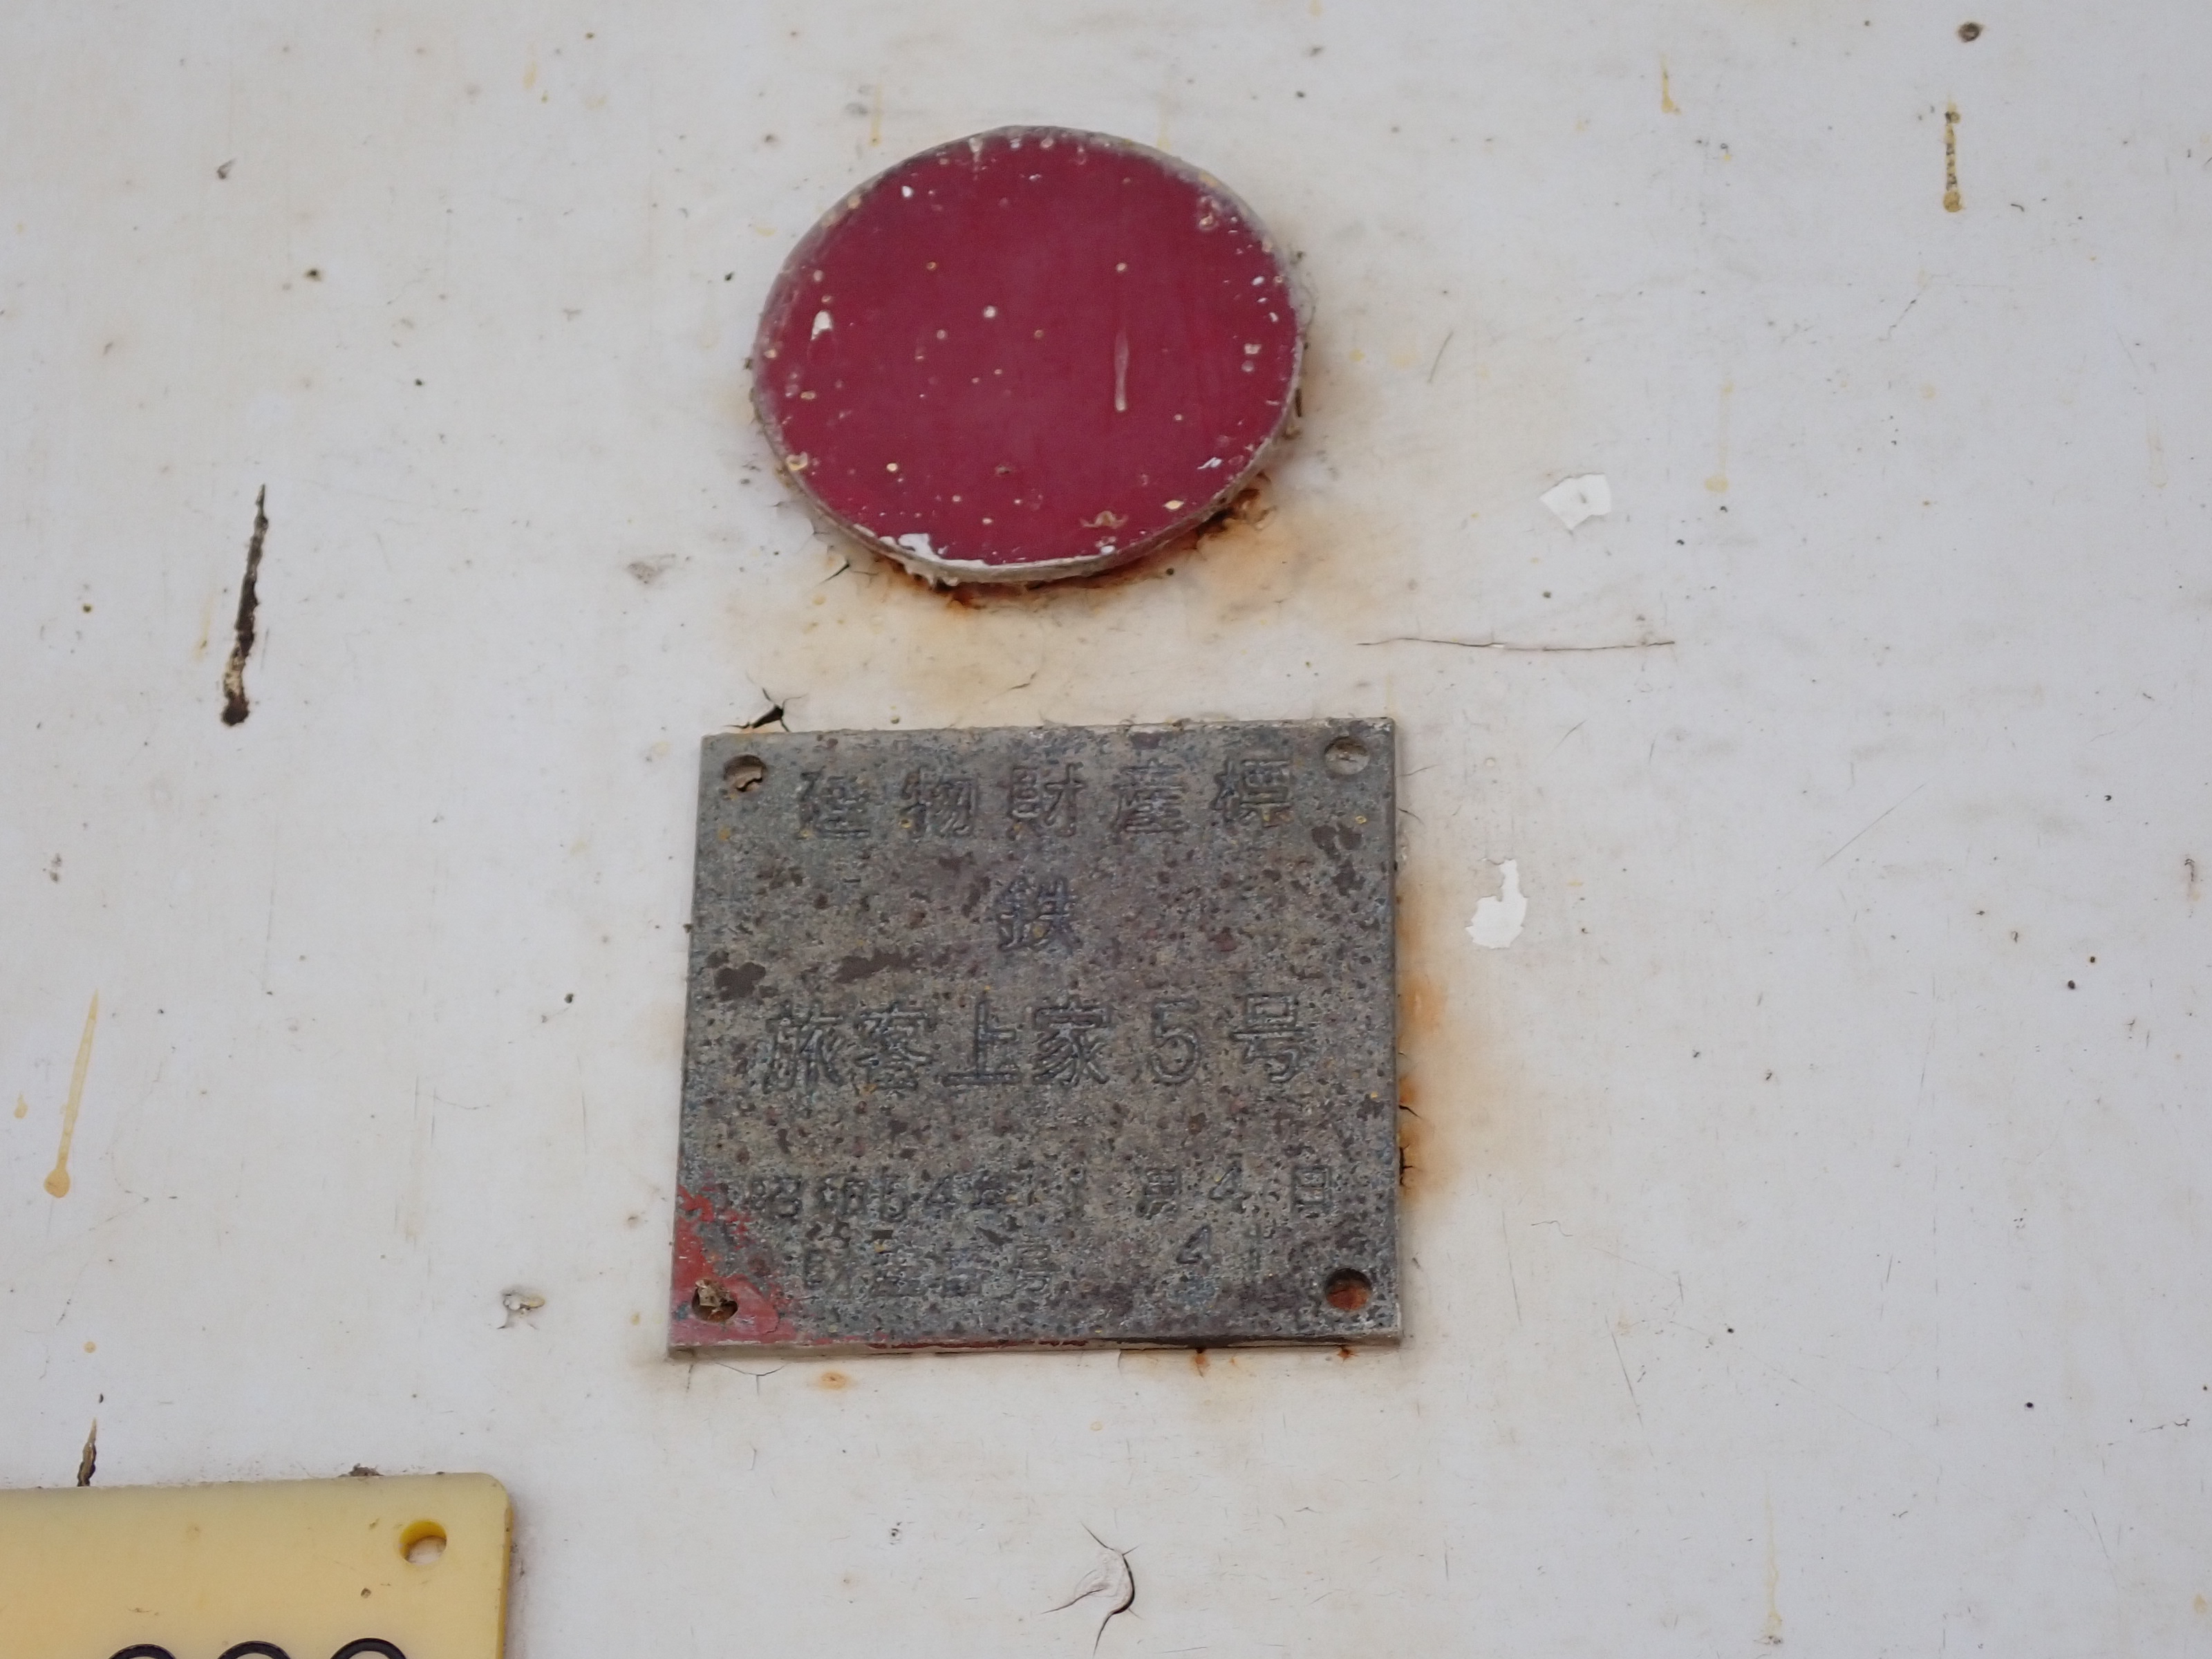 建物財産標
鉄
旅客上家5号
昭和54年11月4日
財産番号 41